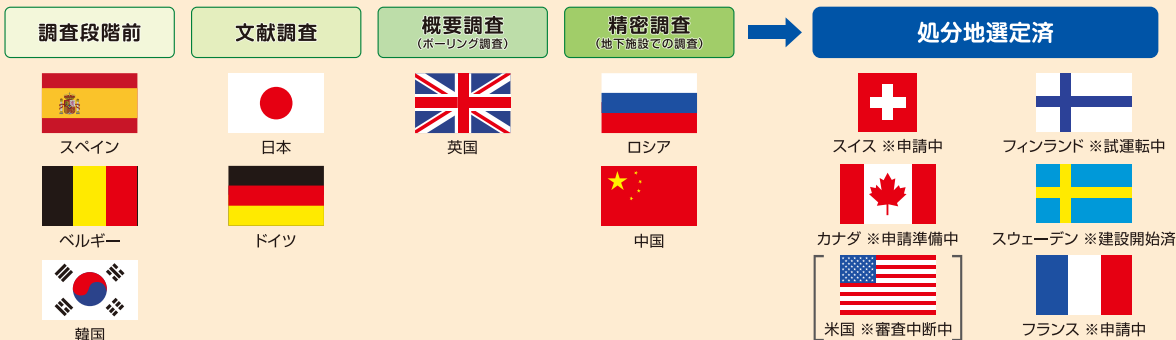 調査段階前
文献調査
概要調査
(ボーリング調査)
精密調査
(地下施設での調査)
処分地選定済
スペイン
日本
英国
ロシア
スイス ※申請中
フィンランド ※試運転中
ベルギー
ドイツ
中国
カナダ ※申請準備中
スウェーデン ※建設開始済
韓国
米国 ※審査中断中
フランス ※申請中